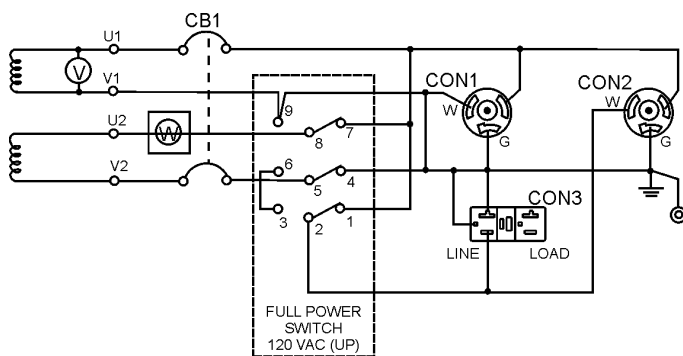 CB1
U1
V
V1
CON1
CON2
W
W
G
G
9
U2
7
8
V2
6
5
4
3
2
1
CON3
LINE
LOAD
FULL POWER
SWITCH
120 VAC (UP)